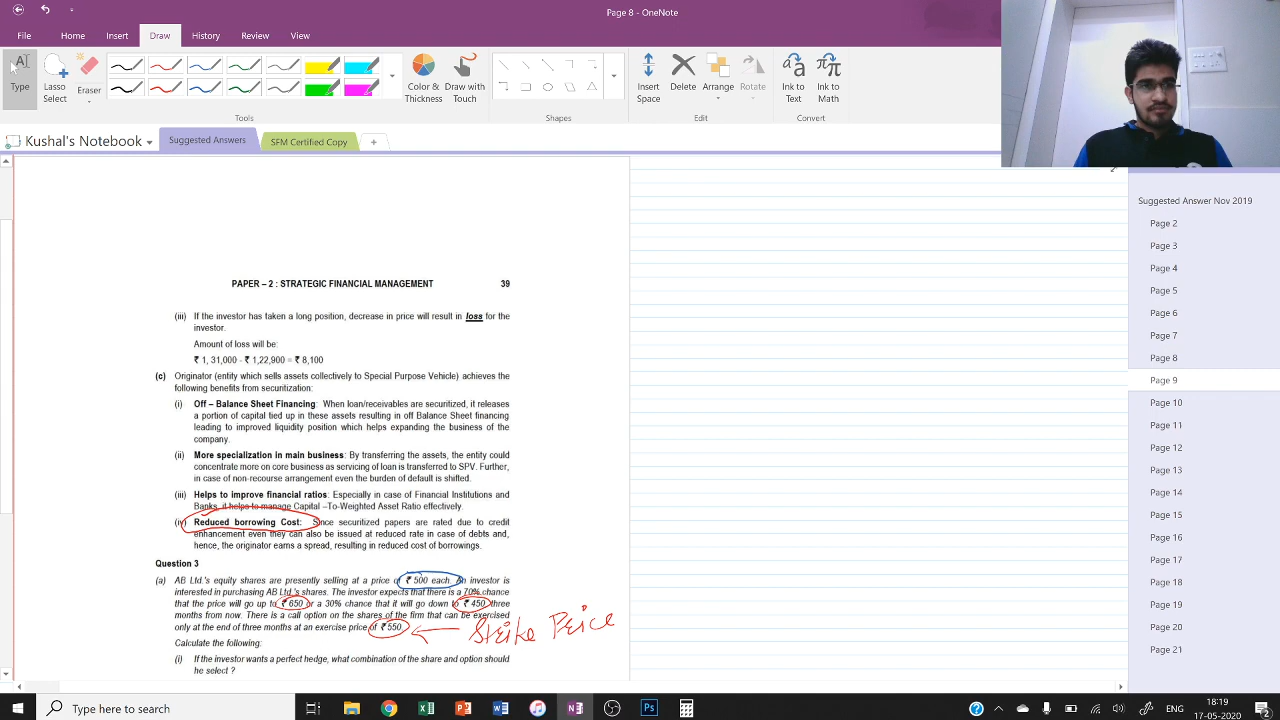 Page 8 - OneNote
File Home Insert Draw History Review View
Type
Lasso
Select
Eraser
Color &
Thickness
Draw with
Touch
Insert
Space
Delete
Arrange
Rotate
Ink to
Text
Ink to
Math
Tools Shapes Edit Convert
Kushal's Notebook Suggested Answers SFM Certified Copy +
PAPER – 2 : STRATEGIC FINANCIAL MANAGEMENT 39
(iii) If the investor has taken a long position, decrease in price will result in loss for the
investor.
Amount of loss will be:
₹ 1, 31,000 - ₹ 1,22,900 = ₹ 8,100
(c) Originator (entity which sells assets collectively to Special Purpose Vehicle) achieves the
following benefits from securitization:
(i) Off – Balance Sheet Financing: When loan/receivables are securitized, it releases
a portion of capital tied up in these assets resulting in off Balance Sheet financing
leading to improved liquidity position which helps expanding the business of the
company.
(ii) More specialization in main business: By transferring the assets, the entity could
concentrate more on core business as servicing of loan is transferred to SPV. Further,
in case of non-recourse arrangement even the burden of default is shifted.
(iii) Helps to improve financial ratios: Especially in case of Financial Institutions and
Banks, it helps to manage Capital –To-Weighted Asset Ratio effectively.
(iv) Reduced borrowing Cost: Since securitized papers are rated due to credit
enhancement even they can also be issued at reduced rate in case of debts and,
hence, the originator earns a spread, resulting in reduced cost of borrowings.
Question 3
(a) AB Ltd.'s equity shares are presently selling at a price of ₹ 500 each. An investor is
interested in purchasing AB Ltd.'s shares. The investor expects that there is a 70% chance
that the price will go up to ₹ 650 or a 30% chance that it will go down to ₹ 450 three
months from now. There is a call option on the shares of the firm that can be exercised
only at the end of three months at an exercise price of ₹ 550.
Strike Price
Calculate the following:
(i) If the investor wants a perfect hedge, what combination of the share and option should
he select ?
Suggested Answer Nov 2019
Page 2
Page 3
Page 4
Page 5
Page 6
Page 7
Page 8
Page 9
Page 10
Page 11
Page 12
Page 13
Page 14
Page 15
Page 16
Page 17
Page 18
Page 19
Page 20
Page 21
Type here to search
ENG
18:19
17-05-2020